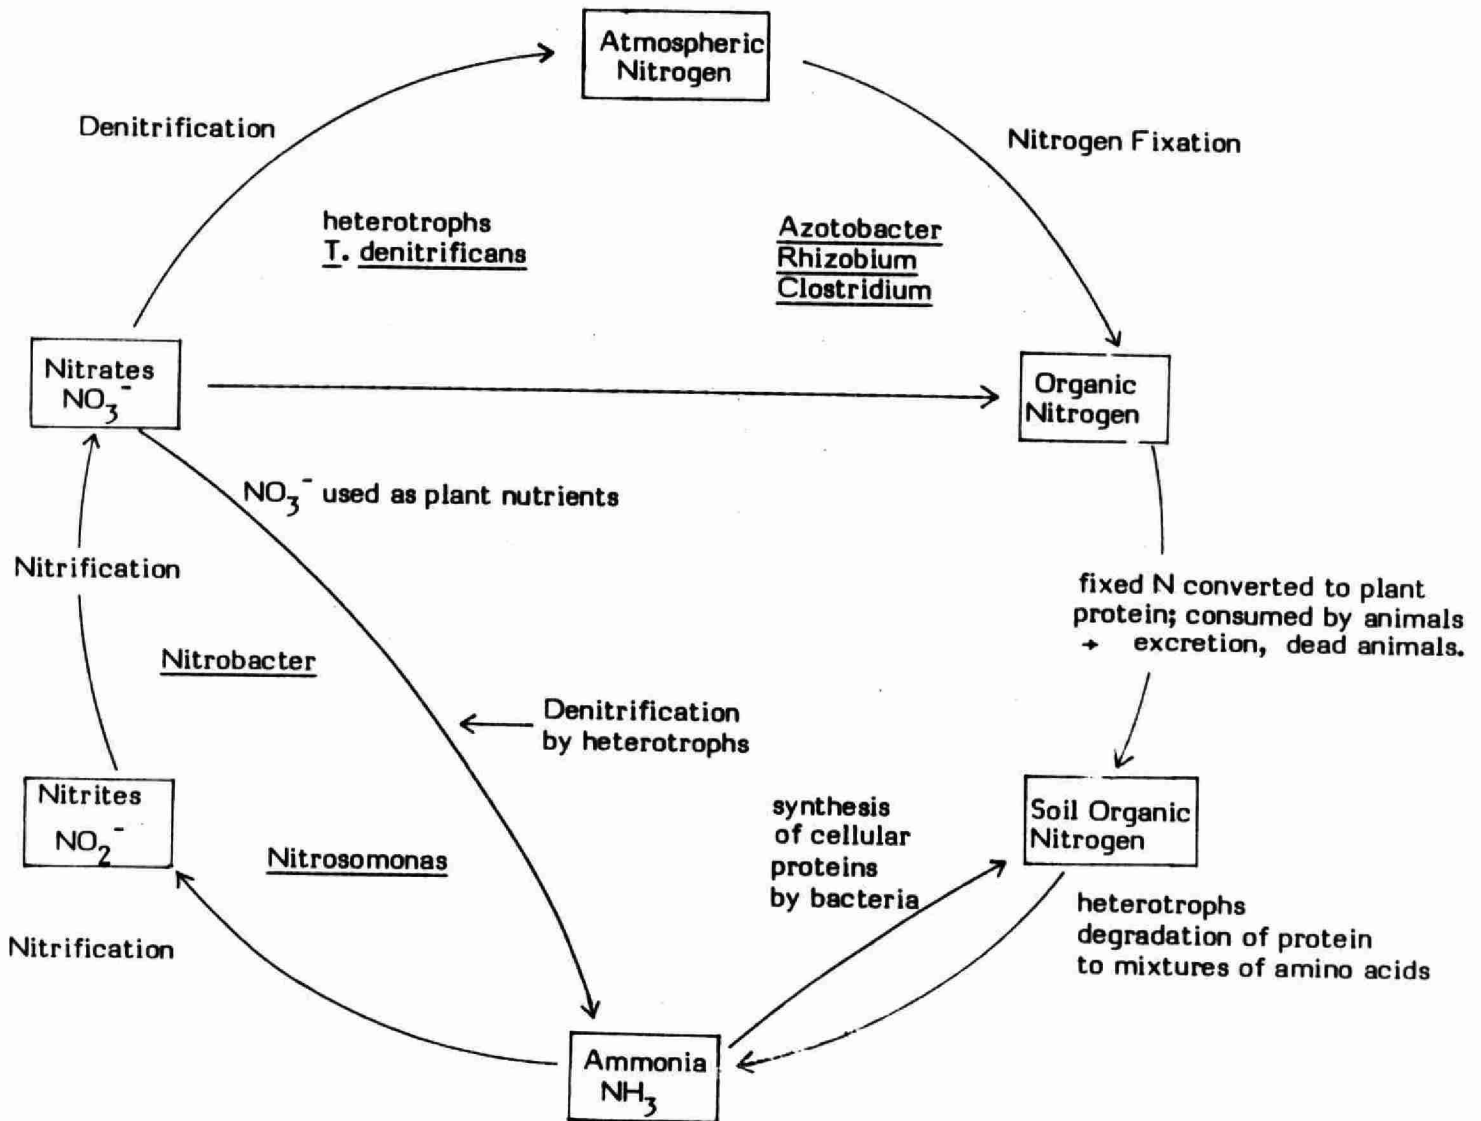 Atmospheric
Nitrogen
Denitrification
Nitrogen Fixation
heterotrophs
T. denitrificans
Azotobacter
Rhizobium
Clostridium
Nitrates
NO₃⁻
Organic
Nitrogen
NO₃⁻ used as plant nutrients
Nitrification
fixed N converted to plant
protein; consumed by animals
→ excretion, dead animals.
Nitrobacter
Denitrification
by heterotrophs
Nitrites
NO₂⁻
Nitrosomonas
synthesis
of cellular
proteins
by bacteria
Soil Organic
Nitrogen
Nitrification
heterotrophs
degradation of protein
to mixtures of amino acids
Ammonia
NH₃